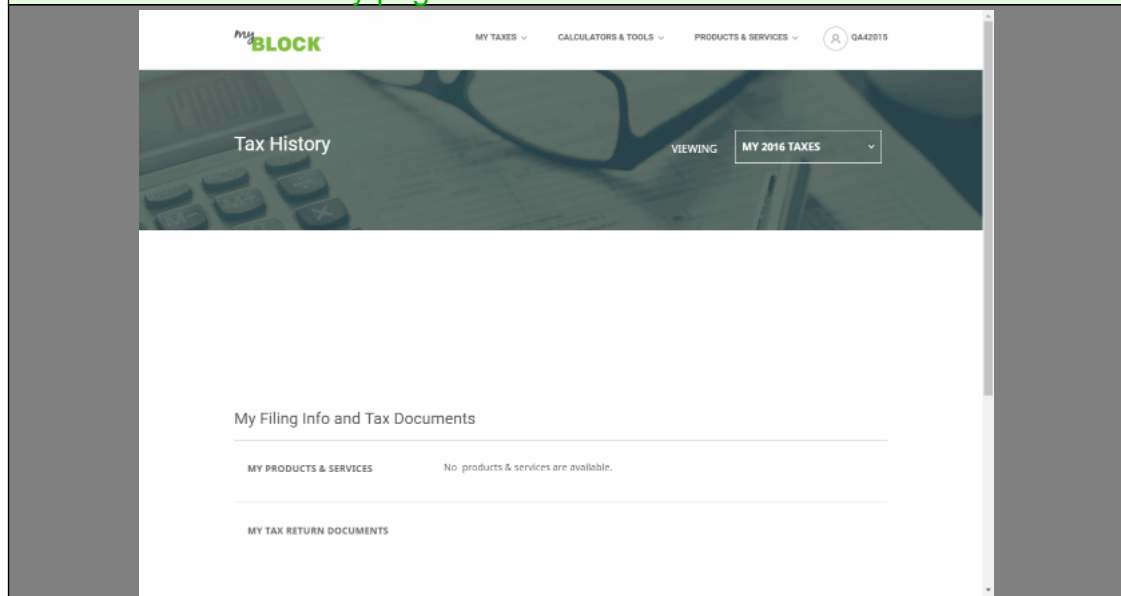 my BLOCK
MY TAXES
CALCULATORS & TOOLS
PRODUCTS & SERVICES
QA42015
Tax History
VIEWING
MY 2016 TAXES
My Filing Info and Tax Documents
MY PRODUCTS & SERVICES
No products & services are available.
MY TAX RETURN DOCUMENTS